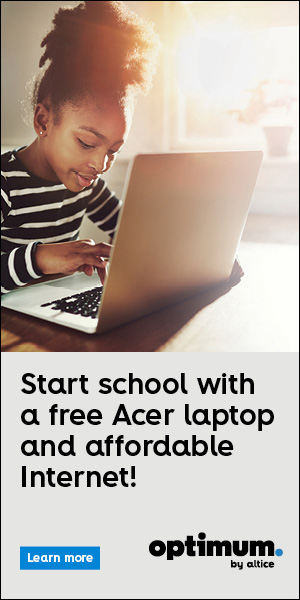 Start school with
a free Acer laptop
and affordable
Internet!
Learn more
optimum.
by altice